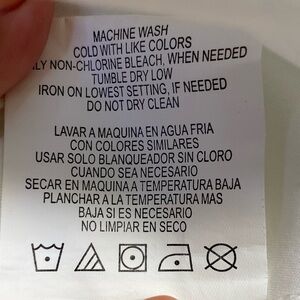 MACHINE WASH
COLD WITH LIKE COLORS
LY NON-CHLORINE BLEACH, WHEN NEEDED
TUMBLE DRY LOW
IRON ON LOWEST SETTING, IF NEEDED
DO NOT DRY CLEAN
LAVAR A MAQUINA EN AGUA FRIA
CON COLORES SIMILARES
USAR SOLO BLANQUEADOR SIN CLORO
CUANDO SEA NECESARIO
SECAR EN MAQUINA A TEMPERATURA BAJA
PLANCHAR A LA TEMPERATURA MAS
BAJA SI ES NECESARIO
NO LIMPIAR EN SECO